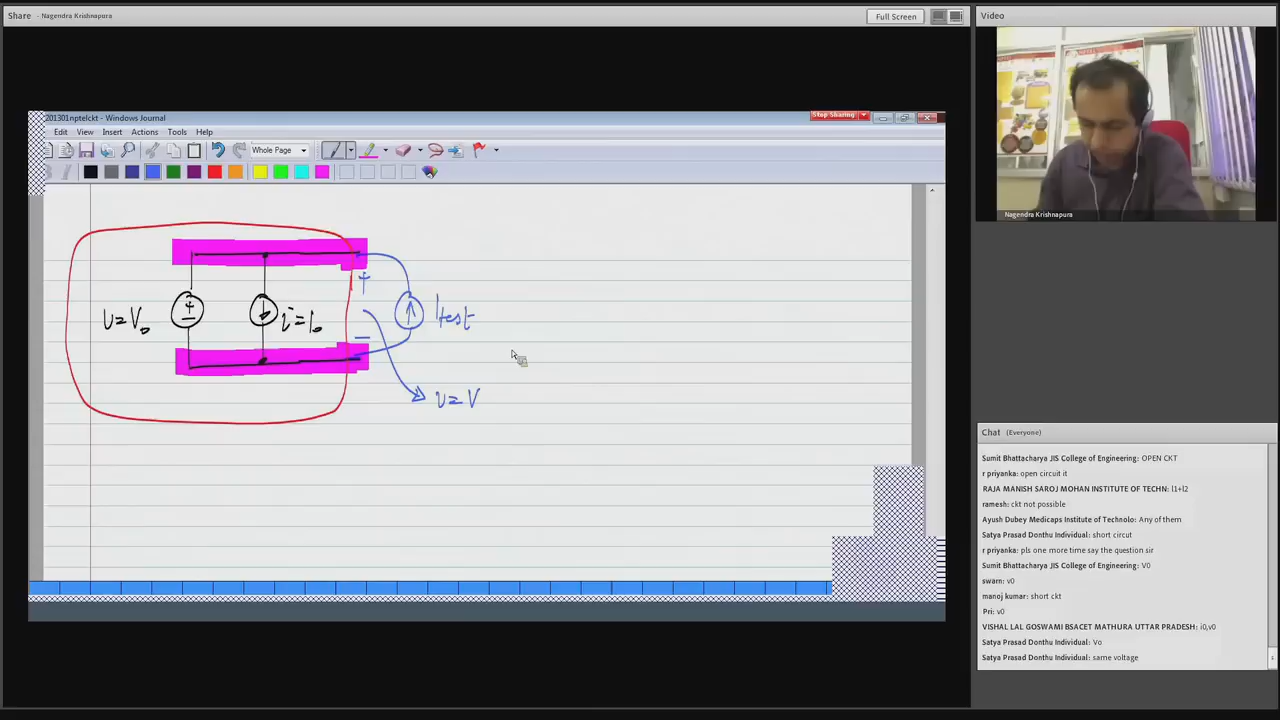 Share - Nagendra Krishnapura
Full Screen
Video
201301nptelckt - Windows Journal
Stop Sharing
Edit View Insert Actions Tools Help
Whole Page
+
+
v=V₀
i=I₀
Itest
v=V
Nagendra Krishnapura
Chat (Everyone)
Sumit Bhattacharya JIS College of Engineering: OPEN CKT
r priyanka: open circuit it
RAJA MANISH SAROJ MOHAN INSTITUTE OF TECHN: I1+I2
ramesh: ckt not possible
Ayush Dubey Medicaps Institute of Technolo: Any of them
Satya Prasad Donthu Individual: short circut
r priyanka: pls one more time say the question sir
Sumit Bhattacharya JIS College of Engineering: V0
swarn: v0
manoj kumar: short ckt
Pri: v0
VISHAL LAL GOSWAMI BSACET MATHURA UTTAR PRADESH: i0,v0
Satya Prasad Donthu Individual: Vo
Satya Prasad Donthu Individual: same voltage